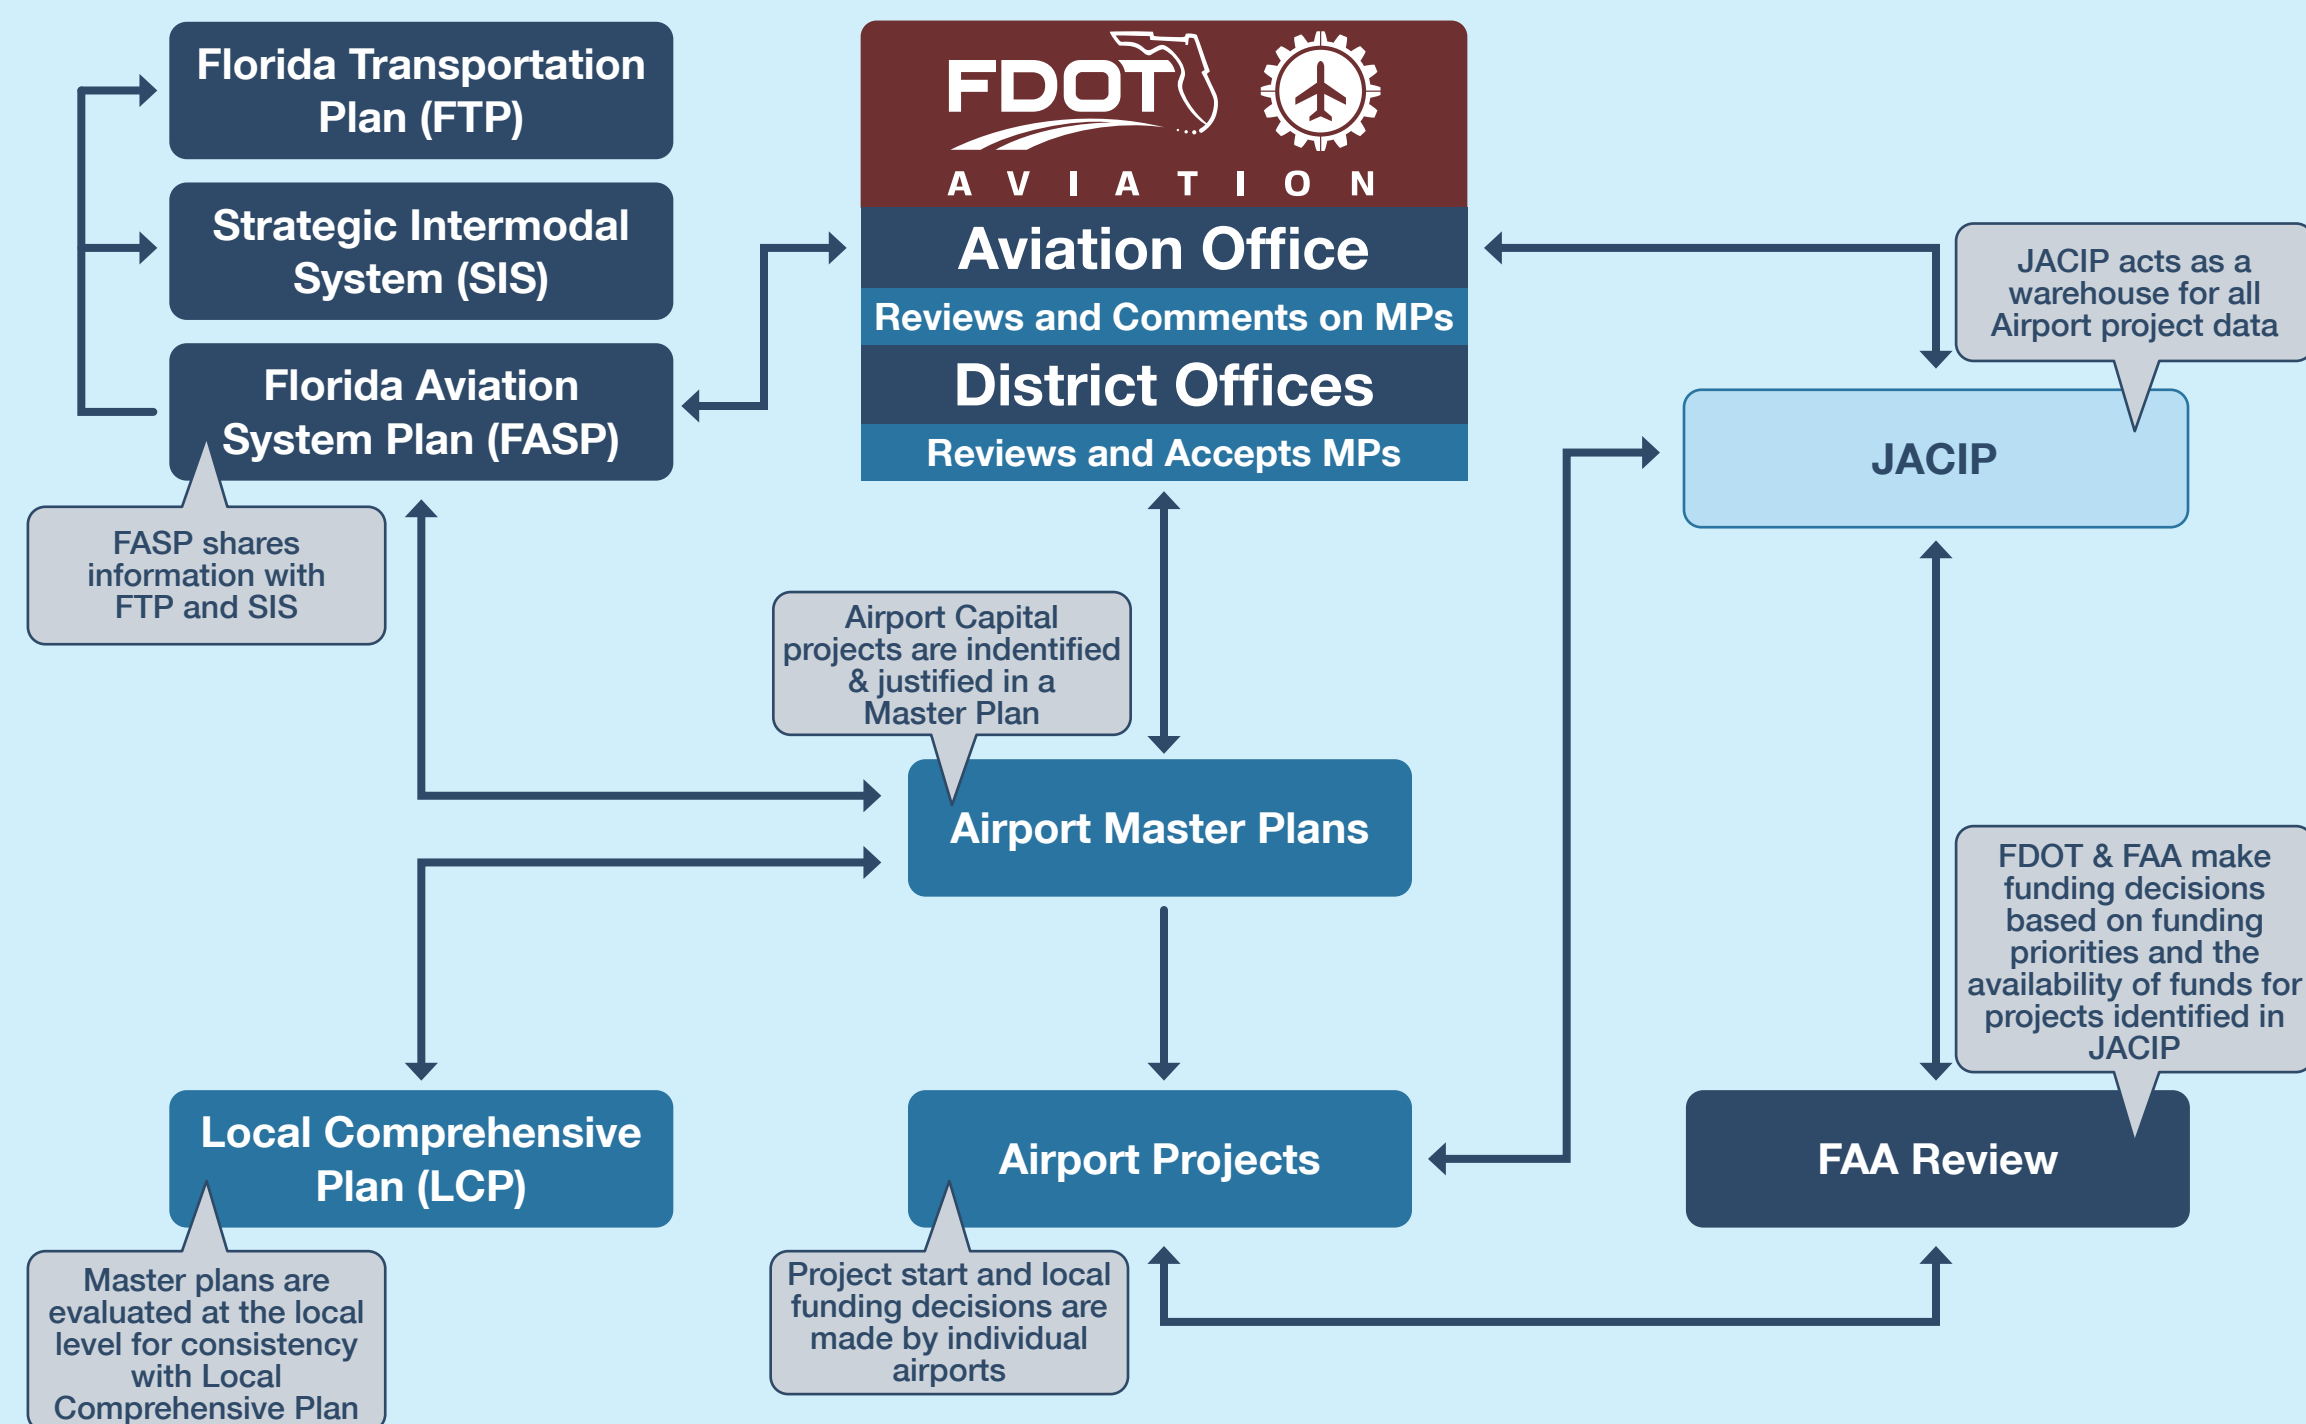 Florida Transportation
Plan (FTP)
Strategic Intermodal
System (SIS)
Florida Aviation
System Plan (FASP)
FASP shares
information with
FTP and SIS
FDOT
AVIATION
Aviation Office
Reviews and Comments on MPs
District Offices
Reviews and Accepts MPs
JACIP acts as a
warehouse for all
Airport project data
JACIP
Airport Capital
projects are indentified
& justified in a
Master Plan
Airport Master Plans
FDOT & FAA make
funding decisions
based on funding
priorities and the
availability of funds for
projects identified in
JACIP
Local Comprehensive
Plan (LCP)
Master plans are
evaluated at the local
level for consistency
with Local
Comprehensive Plan
Airport Projects
Project start and local
funding decisions are
made by individual
airports
FAA Review